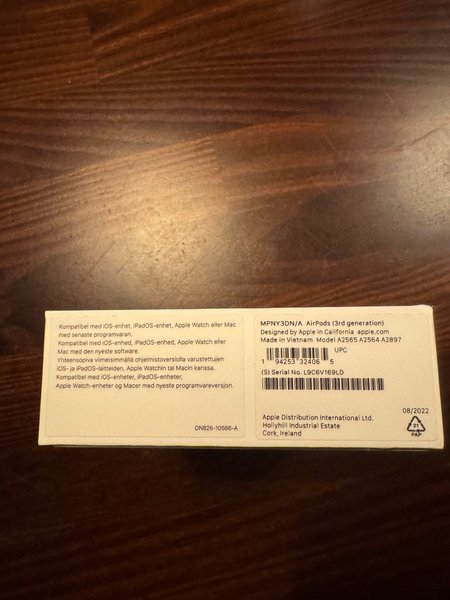 Kompatibel med iOS-enhet, iPadOS-enhet, Apple Watch eller Mac
med senaste programvaran.
Kompatibel med iOS-enhed, iPadOS-enhed, Apple Watch eller
Mac med den nyeste software.
Yhteensopiva viimeisimmällä ohjelmistoversiolla varustettujen
iOS- ja iPadOS-laitteiden, Apple Watchin tai Macin kanssa.
Kompatibel med iOS-enheter, iPadOS-enheter,
Apple Watch-enheter og Macer med nyeste programvareversjon.
DN826-10566-A
MPNY3DN/A AirPods (3rd generation)
Designed by Apple in California apple.com
Made in Vietnam Model A2565 A2564 A2897
UPC
1 94253 32406 5
(S) Serial No. L9C6V169LD
Apple Distribution International Ltd.
Hollyhill Industrial Estate
Cork, Ireland
08/2022
21
PAP